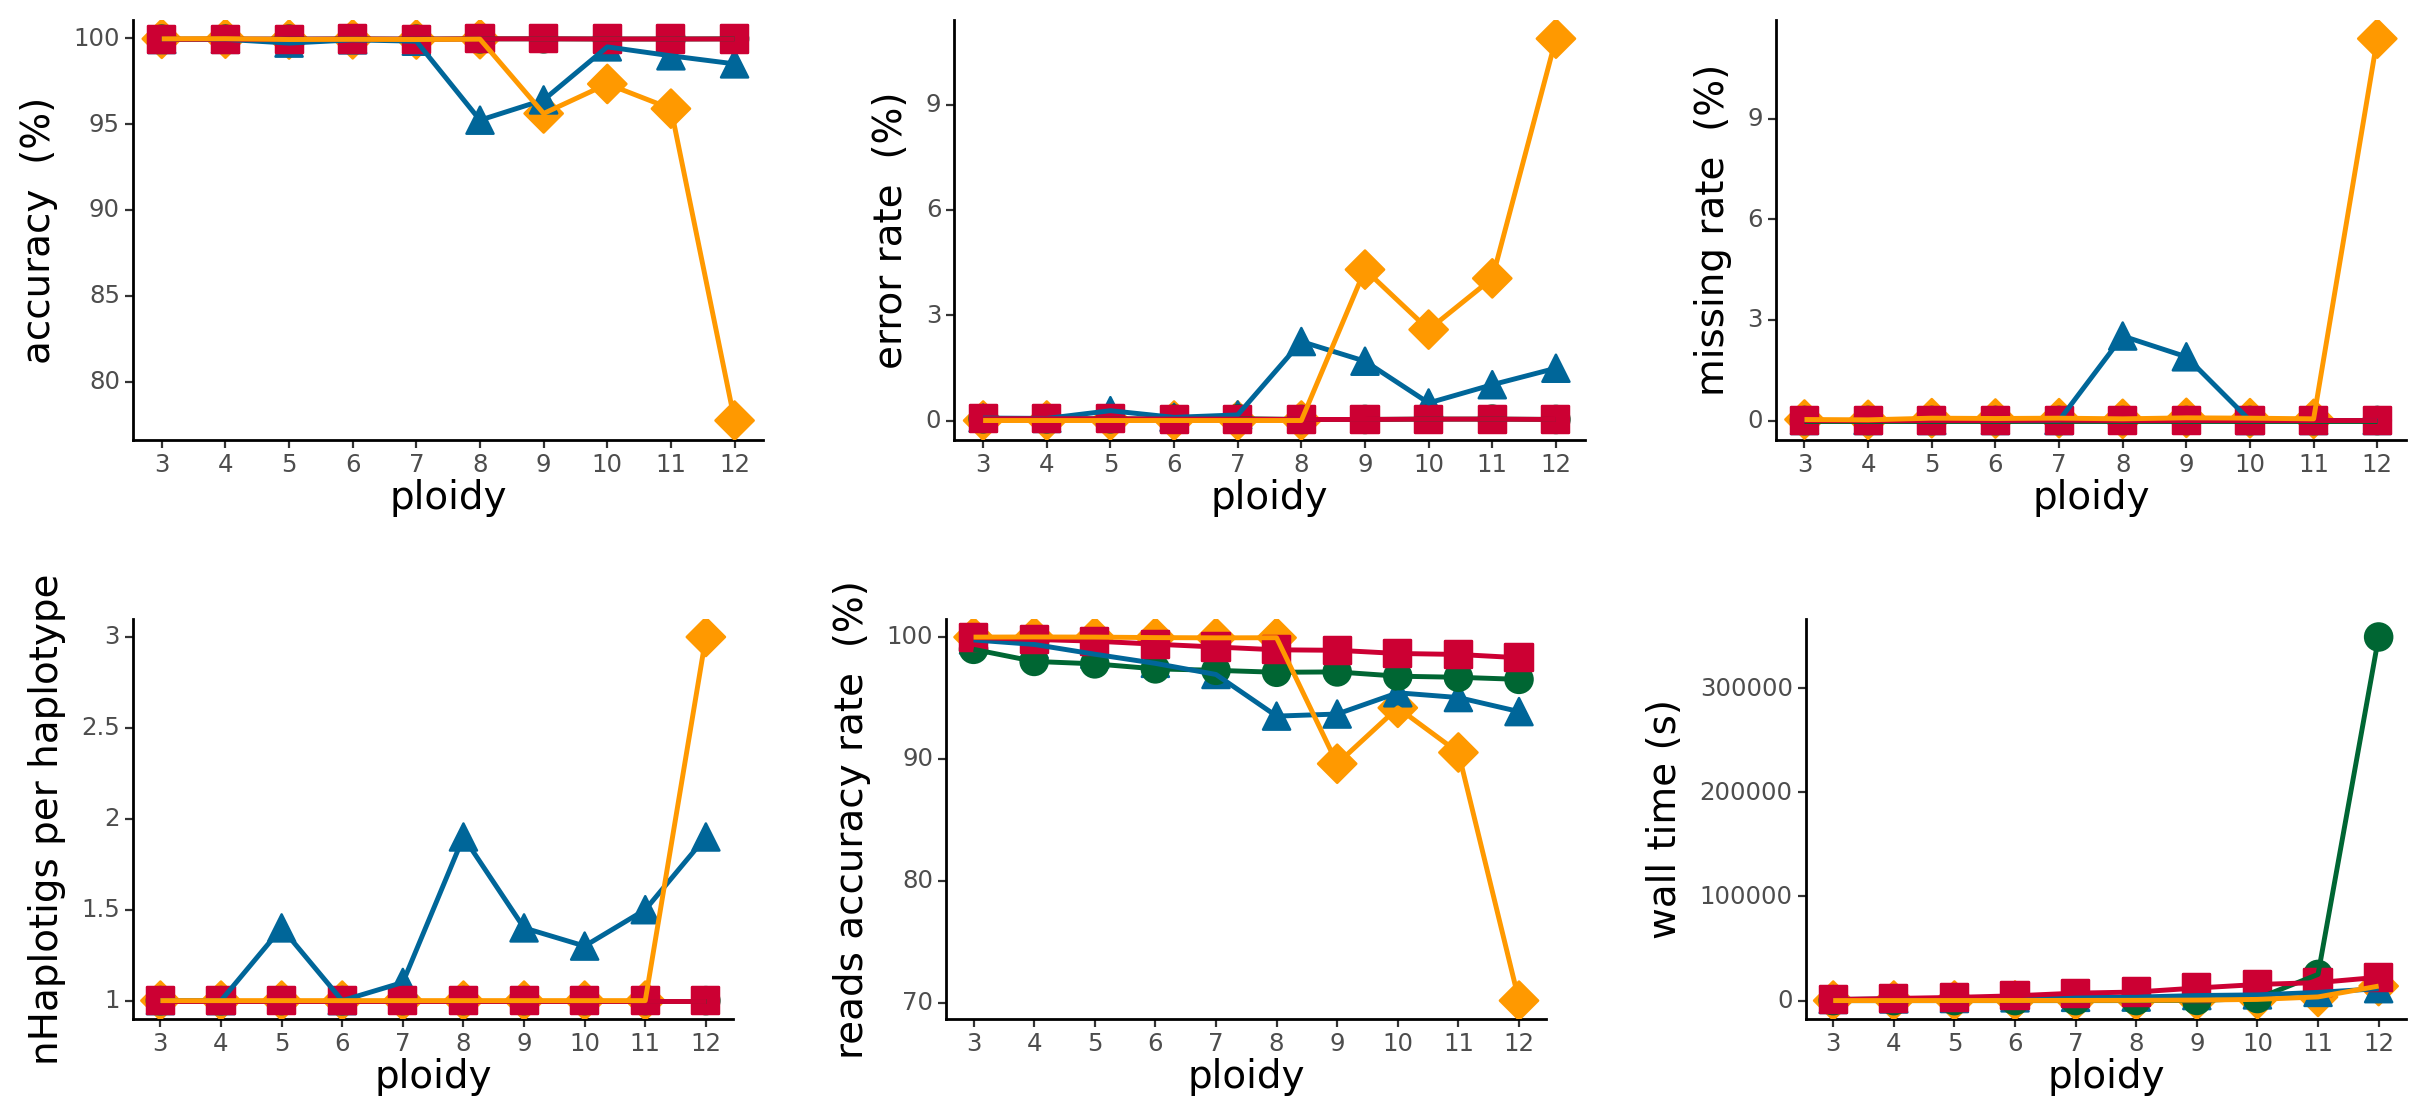 accuracy (%)
100
95
90
85
80
3 4 5 6 7 8 9 10 11 12
ploidy
error rate (%)
9
6
3
0
3 4 5 6 7 8 9 10 11 12
ploidy
missing rate (%)
9
6
3
0
3 4 5 6 7 8 9 10 11 12
ploidy
nHaplotigs per haplotype
3
2.5
2
1.5
1
3 4 5 6 7 8 9 10 11 12
ploidy
reads accuracy rate (%)
100
90
80
70
3 4 5 6 7 8 9 10 11 12
ploidy
wall time (s)
300000
200000
100000
0
3 4 5 6 7 8 9 10 11 12
ploidy